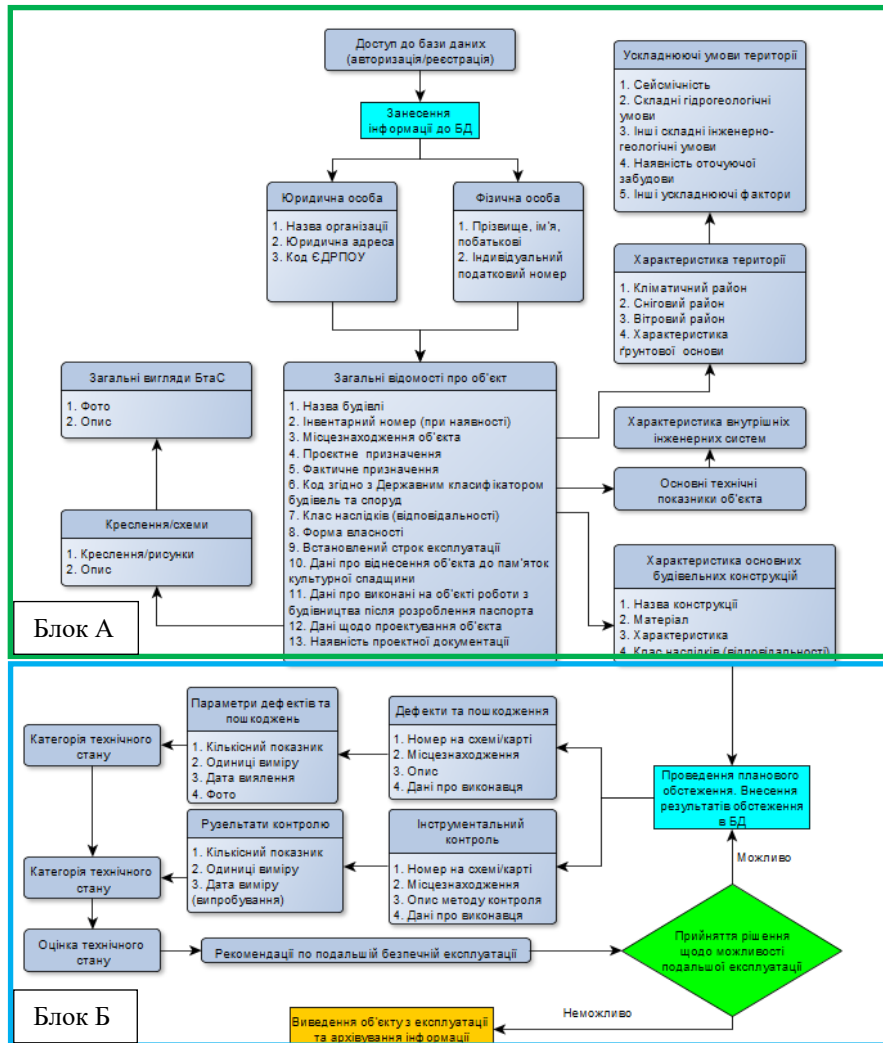 Доступ до бази даних
(авторизація/реєстрація)
Занесення
інформації до БД
Юридична особа
1. Назва організації
2. Юридична адреса
3. Код ЄДРПОУ
Фізична особа
1. Прізвище, ім'я,
побатькові
2. Індивідуальний
податковий номер
Ускладнюючі умови території
1. Сейсмічність
2. Складні гідрогеологічні
умови
3. Інші складні інженерно-
геологічні умови
4. Наявність оточуючої
забудови
5. Інші ускладнюючі фактори
Характеристика території
1. Кліматичний район
2. Сніговий район
3. Вітровий район
4. Характеристика
ґрунтової основи
Загальні вигляди БтаС
1. Фото
2. Опис
Загальні відомості про об'єкт
1. Назва будівлі
2. Інвентарний номер (при наявності)
3. Місцезнаходження об'єкта
4. Проєктне призначення
5. Фактичне призначення
6. Код згідно з Державним класифікатором
будівель та споруд
7. Клас наслідків (відповідальності)
8. Форма власності
9. Встановлений строк експлуатації
10. Дані про віднесення об'єкта до пам'яток
культурної спадщини
11. Дані про виконані на об'єкті роботи з
будівництва після розроблення паспорта
12. Дані щодо проектування об'єкта
13. Наявність проектної документації
Характеристика внутрішніх
інженерних систем
Основні технічні
показники об'єкта
Креслення/схеми
1. Креслення/рисунки
2. Опис
Характеристика основних
будівельних конструкцій
1. Назва конструкції
2. Матеріал
3. Характеристика
4. Клас наслідків (відповідальності)
Блок А
Параметри дефектів та
пошкоджень
1. Кількісний показник
2. Одиниці виміру
3. Дата виялення
4. Фото
Дефекти та пошкодження
1. Номер на схемі/карті
2. Місцезнаходження
3. Опис
4. Дані про виконавця
Категорія технічного
стану
Проведення планового
обстеження. Внесення
результатів обстеження
в БД
Рузельтати контролю
1. Кількісний показник
2. Одиниці виміру
3. Дата виміру
(випробування)
Інструментальний
контроль
1. Номер на схемі/карті
2. Місцезнаходження
3. Опис методу контроля
4. Дані про виконавця
Можливо
Категорія технічного
стану
Оцінка технічного
стану
Рекомендації по подальшій безпечній експлуатації
Прийняття рішення
щодо можливості
подальшої експлуатації
Неможливо
Виведення об'єкту з експлуатації
та архівування інформації
Блок Б